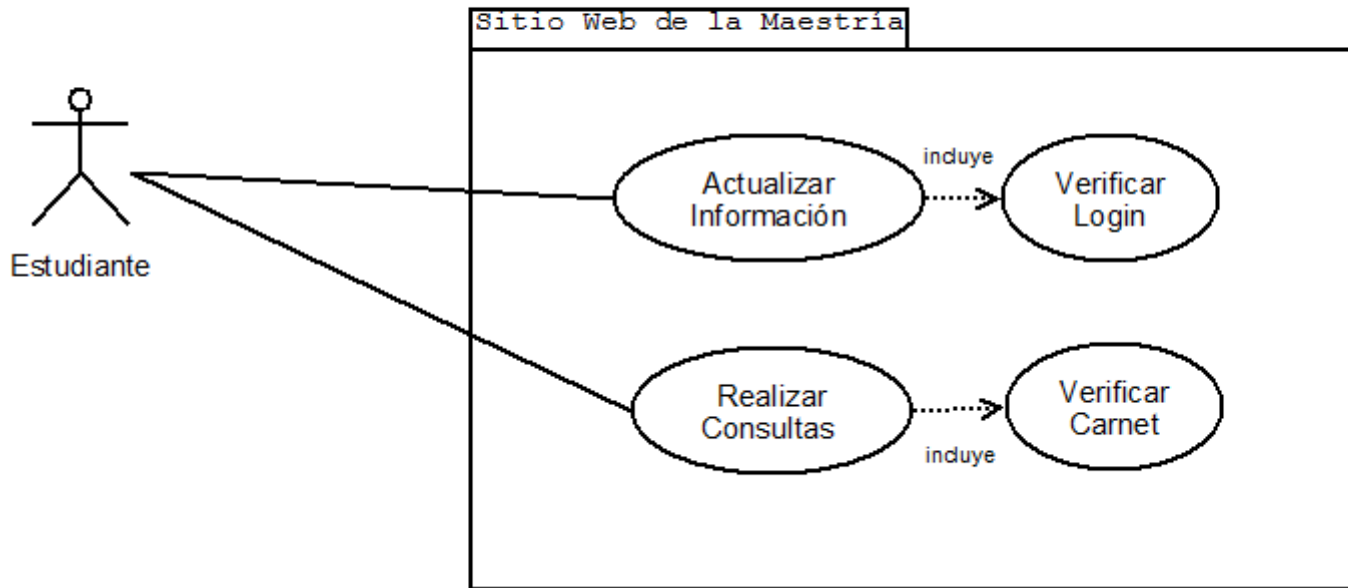 Sitio Web de la Maestría
Estudiante
Actualizar
Información
incluye
Verificar
Login
Realizar
Consultas
incluye
Verificar
Carnet